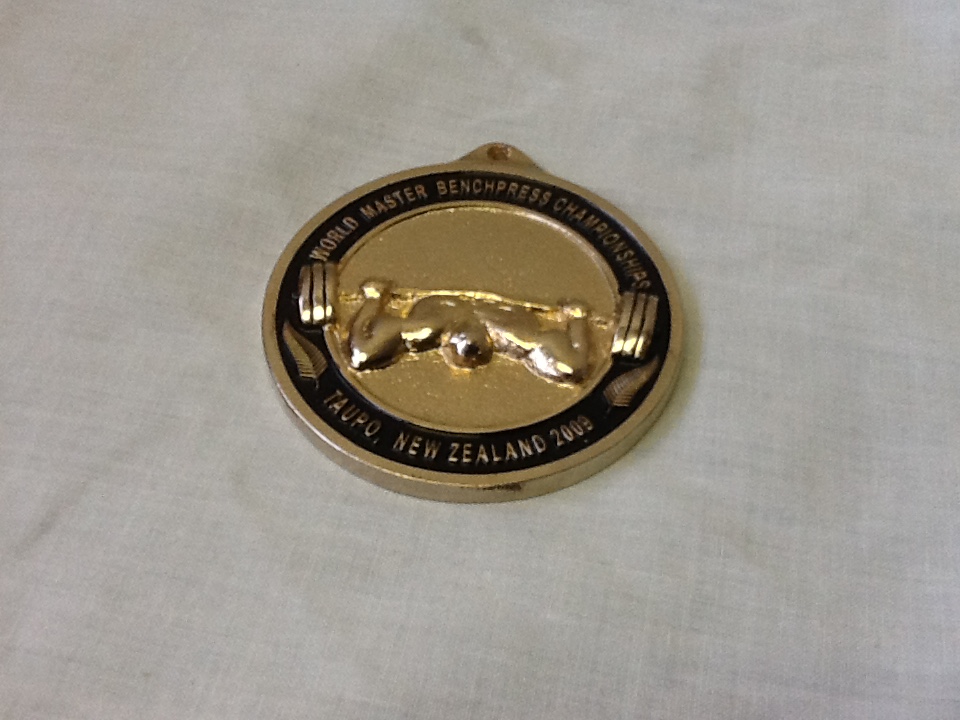 WORLD MASTER BENCHPRESS CHAMPIONSHIPS
TAUPO, NEW ZEALAND 2009